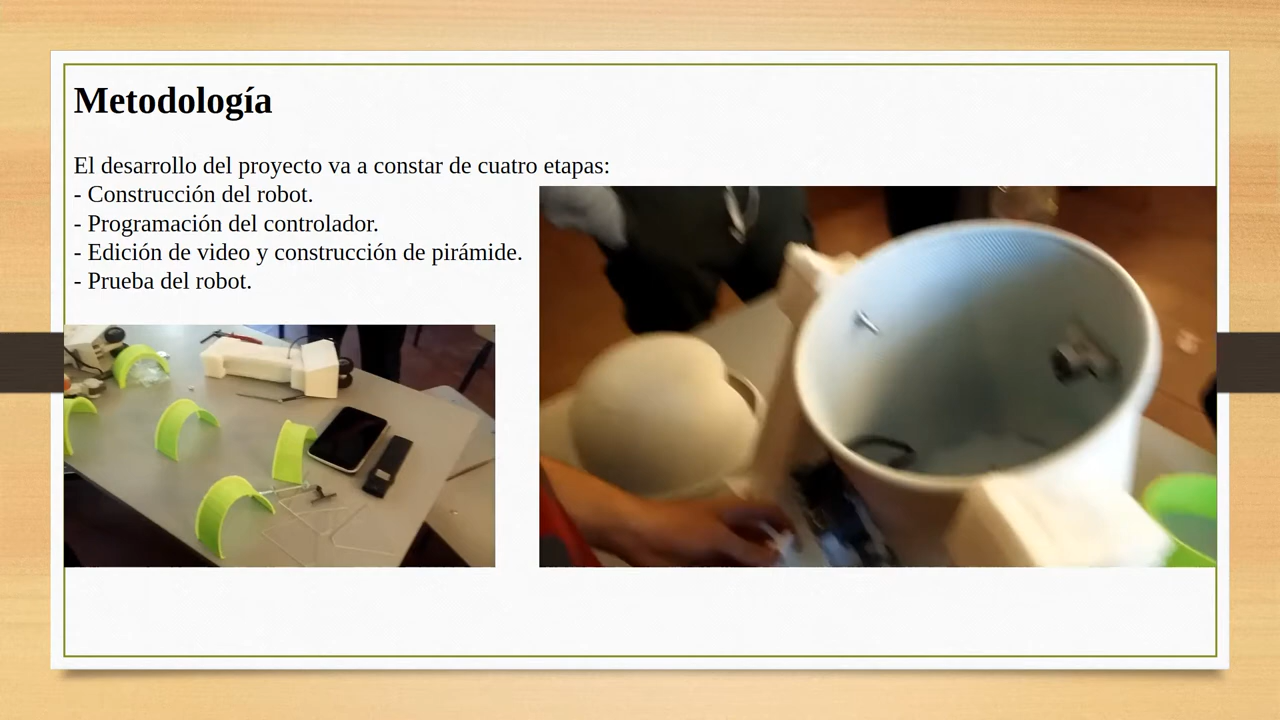 Metodología
El desarrollo del proyecto va a constar de cuatro etapas:
- Construcción del robot.
- Programación del controlador.
- Edición de video y construcción de pirámide.
- Prueba del robot.